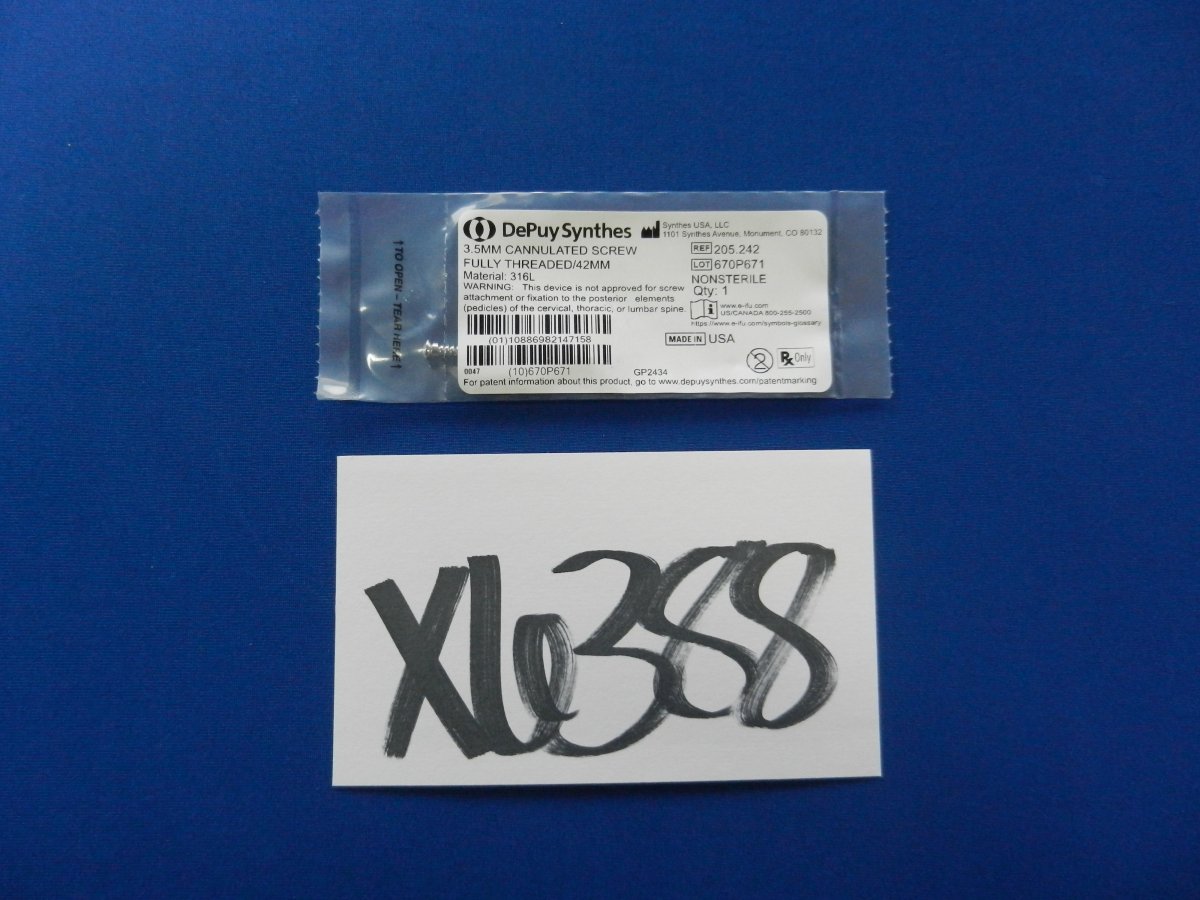 ↑ TO OPEN – TEAR HERE ↑
DePuy Synthes
Synthes USA, LLC
1101 Synthes Avenue, Monument, CO 80132
3.5MM CANNULATED SCREW
FULLY THREADED/42MM
Material: 316L
WARNING: This device is not approved for screw
attachment or fixation to the posterior elements
(pedicles) of the cervical, thoracic, or lumbar spine.
REF 205.242
LOT 670P671
NONSTERILE
Qty: 1
www.e-ifu.com
US/CANADA 800-255-2500
https://www.e-ifu.com/symbols-glossary
(01)10886982147158
MADE IN USA
2
Rx Only
0047
(10)670P671
GP2434
For patent information about this product, go to www.depuysynthes.com/patentmarking
X6388